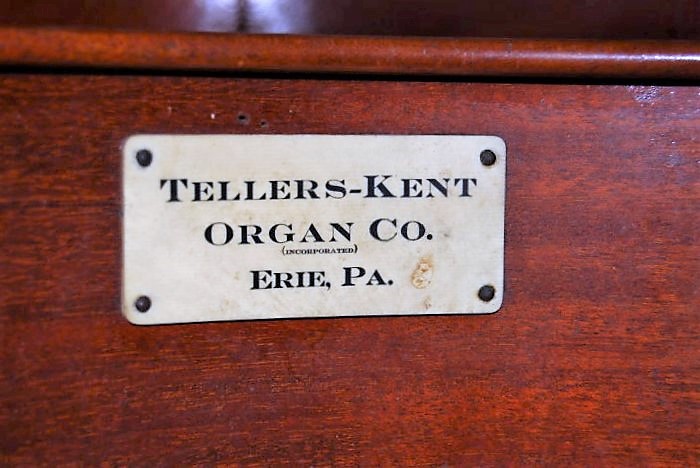 TELLERS-KENT
ORGAN CO.
(INCORPORATED)
ERIE, PA.